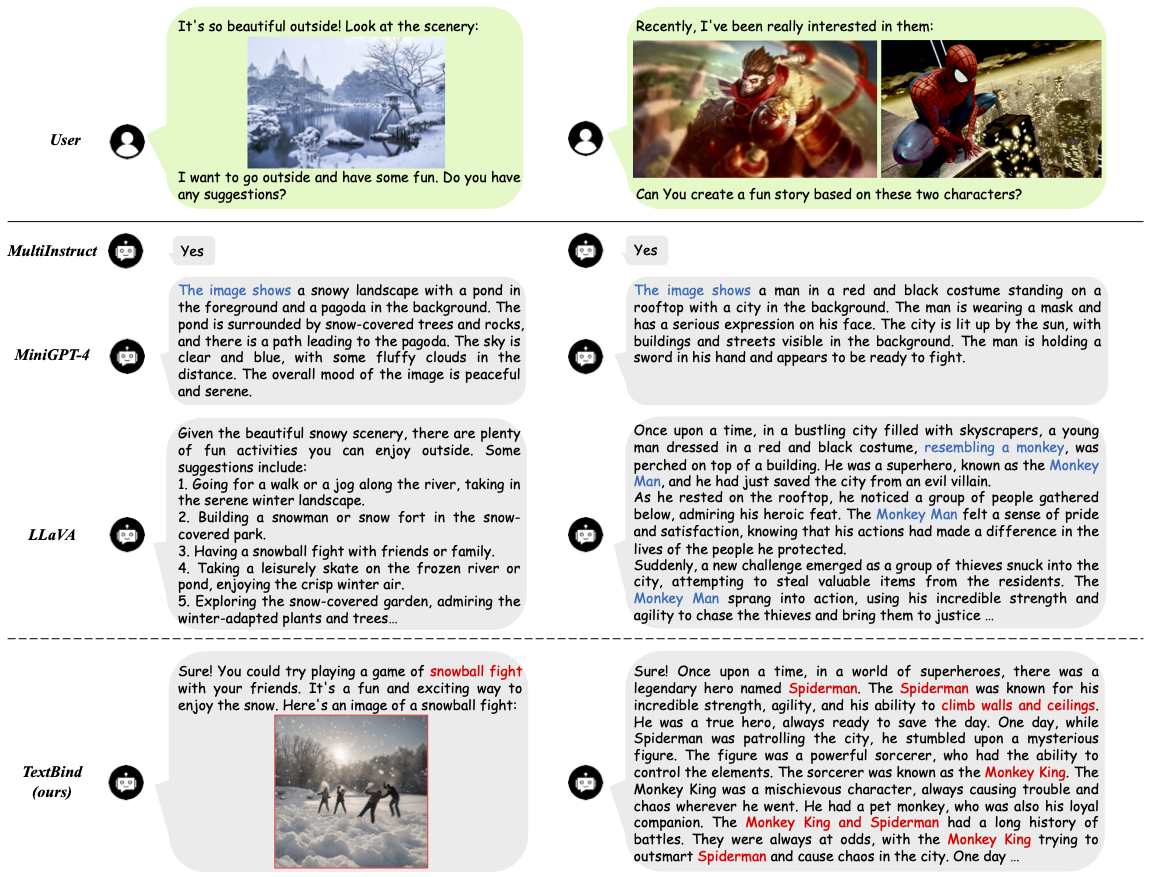 It's so beautiful outside! Look at the scenery:
I want to go outside and have some fun. Do you have
any suggestions?
Recently, I've been really interested in them:
Can You create a fun story based on these two characters?
User
MultiInstruct
Yes
Yes
MiniGPT-4
The image shows a snowy landscape with a pond in
the foreground and a pagoda in the background. The
pond is surrounded by snow-covered trees and rocks,
and there is a path leading to the pagoda. The sky is
clear and blue, with some fluffy clouds in the
distance. The overall mood of the image is peaceful
and serene.
The image shows a man in a red and black costume standing on a
rooftop with a city in the background. The man is wearing a mask and
has a serious expression on his face. The city is lit up by the sun, with
buildings and streets visible in the background. The man is holding a
sword in his hand and appears to be ready to fight.
LLaVA
Given the beautiful snowy scenery, there are plenty
of fun activities you can enjoy outside. Some
suggestions include:
1. Going for a walk or a jog along the river, taking in
the serene winter landscape.
2. Building a snowman or snow fort in the snow-
covered park.
3. Having a snowball fight with friends or family.
4. Taking a leisurely skate on the frozen river or
pond, enjoying the crisp winter air.
5. Exploring the snow-covered garden, admiring the
winter-adapted plants and trees…
Once upon a time, in a bustling city filled with skyscrapers, a young
man dressed in a red and black costume, resembling a monkey, was
perched on top of a building. He was a superhero, known as the Monkey
Man, and he had just saved the city from an evil villain.
As he rested on the rooftop, he noticed a group of people gathered
below, admiring his heroic feat. The Monkey Man felt a sense of pride
and satisfaction, knowing that his actions had made a difference in the
lives of the people he protected.
Suddenly, a new challenge emerged as a group of thieves snuck into the
city, attempting to steal valuable items from the residents. The
Monkey Man sprang into action, using his incredible strength and
agility to chase the thieves and bring them to justice …
TextBind
(ours)
Sure! You could try playing a game of snowball fight
with your friends. It's a fun and exciting way to
enjoy the snow. Here's an image of a snowball fight:
Sure! Once upon a time, in a world of superheroes, there was a
legendary hero named Spiderman. The Spiderman was known for his
incredible strength, agility, and his ability to climb walls and ceilings.
He was a true hero, always ready to save the day. One day, while
Spiderman was patrolling the city, he stumbled upon a mysterious
figure. The figure was a powerful sorcerer, who had the ability to
control the elements. The sorcerer was known as the Monkey King. The
Monkey King was a mischievous character, always causing trouble and
chaos wherever he went. He had a pet monkey, who was also his loyal
companion. The Monkey King and Spiderman had a long history of
battles. They were always at odds, with the Monkey King trying to
outsmart Spiderman and cause chaos in the city. One day …